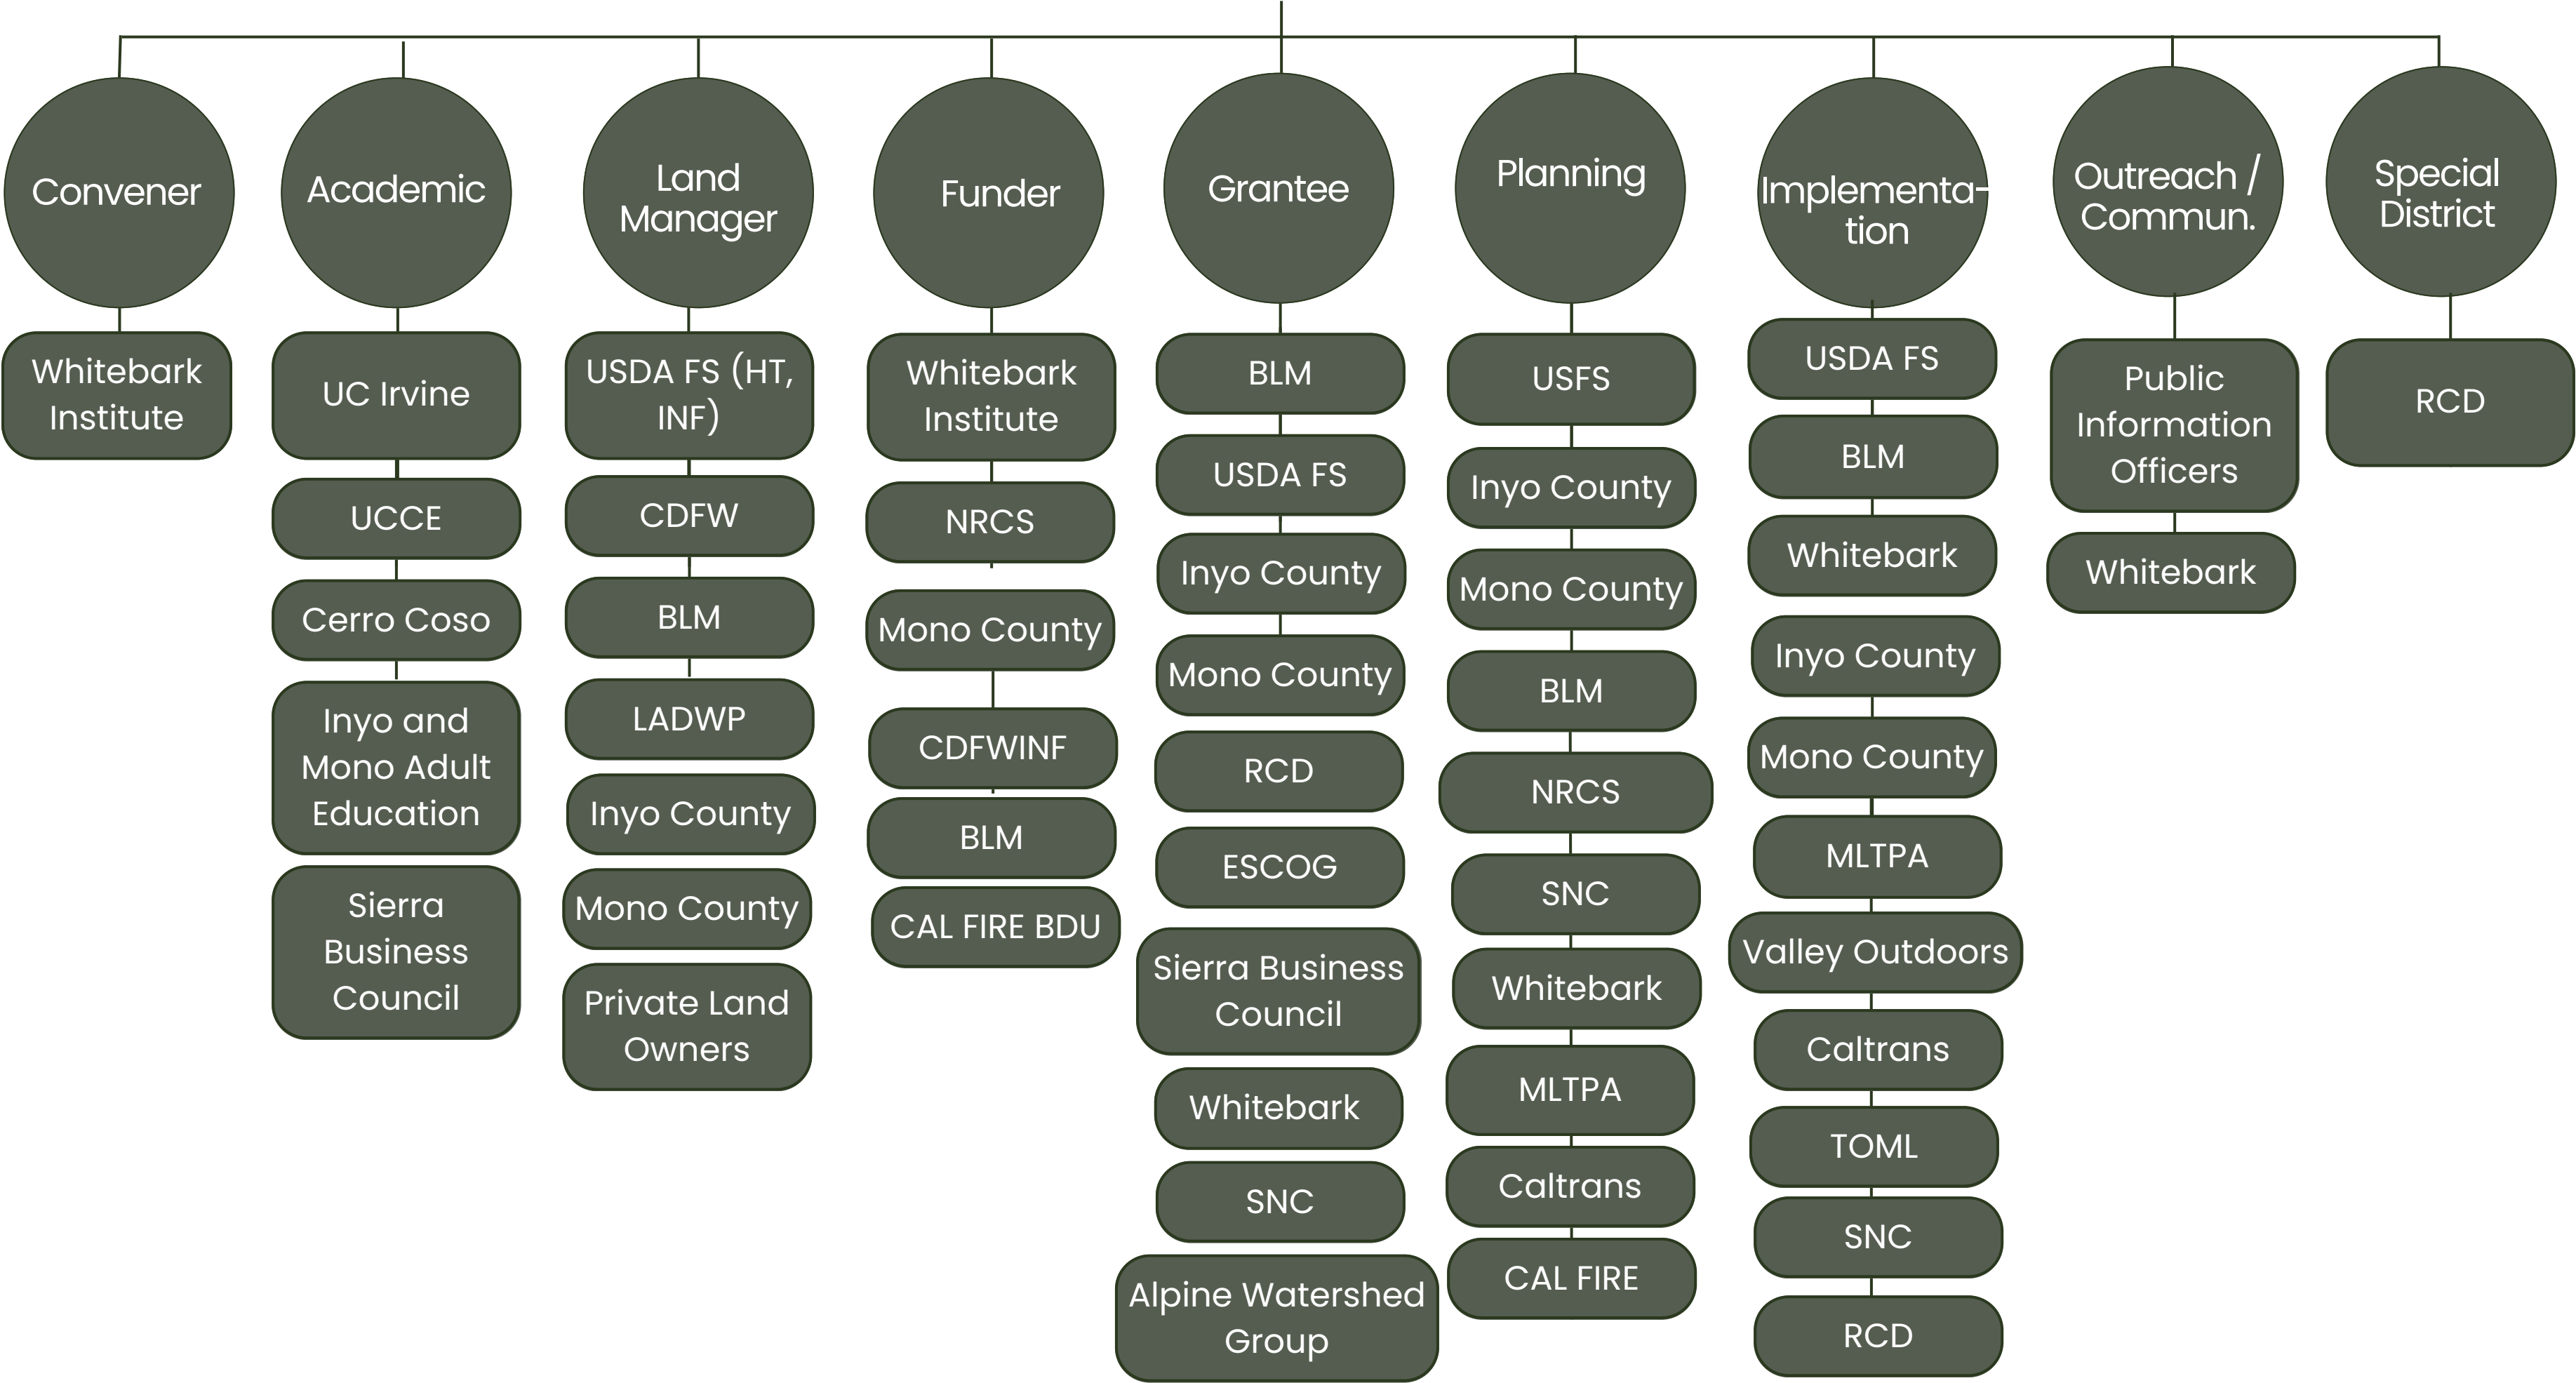 Convener
Whitebark
Institute
Academic
UC Irvine
UCCE
Cerro Coso
Inyo and
Mono Adult
Education
Sierra
Business
Council
Land
Manager
USDA FS (HT,
INF)
CDFW
BLM
LADWP
Inyo County
Mono County
Private Land
Owners
Funder
Whitebark
Institute
NRCS
Mono County
CDFWINF
BLM
CAL FIRE BDU
Grantee
BLM
USDA FS
Inyo County
Mono County
RCD
ESCOG
Sierra Business
Council
Whitebark
SNC
Alpine Watershed
Group
Planning
USFS
Inyo County
Mono County
BLM
NRCS
SNC
Whitebark
MLTPA
Caltrans
CAL FIRE
Implementa-
tion
USDA FS
BLM
Whitebark
Inyo County
Mono County
MLTPA
Valley Outdoors
Caltrans
TOML
SNC
RCD
Outreach /
Commun.
Public
Information
Officers
Whitebark
Special
District
RCD